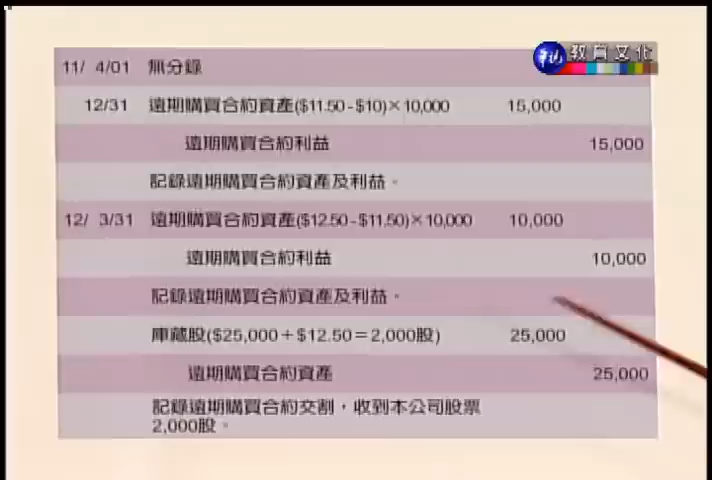 華視 教育文化
11/ 4/01 無分錄
12/31 遠期購買合約資產($11.50-$10)×10,000 15,000
遠期購買合約利益 15,000
記錄遠期購買合約資產及利益。
12/ 3/31 遠期購買合約資產($12.50-$11.50)×10,000 10,000
遠期購買合約利益 10,000
記錄遠期購買合約資產及利益。
庫藏股($25,000÷$12.50=2,000股) 25,000
遠期購買合約資產 25,000
記錄遠期購買合約交割,收到本公司股票
2,000股。